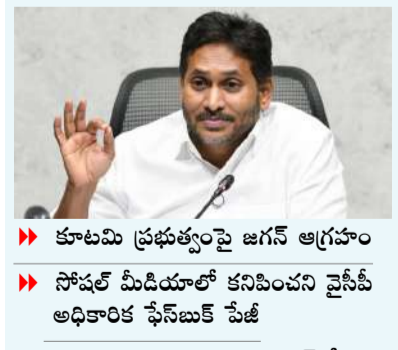 కూటమి ప్రభుత్వంపై జగన్ ఆగ్రహం
సోషల్ మీడియాలో కనిపించని వైసీపీ
అధికారిక ఫేస్‌బుక్ పేజీ